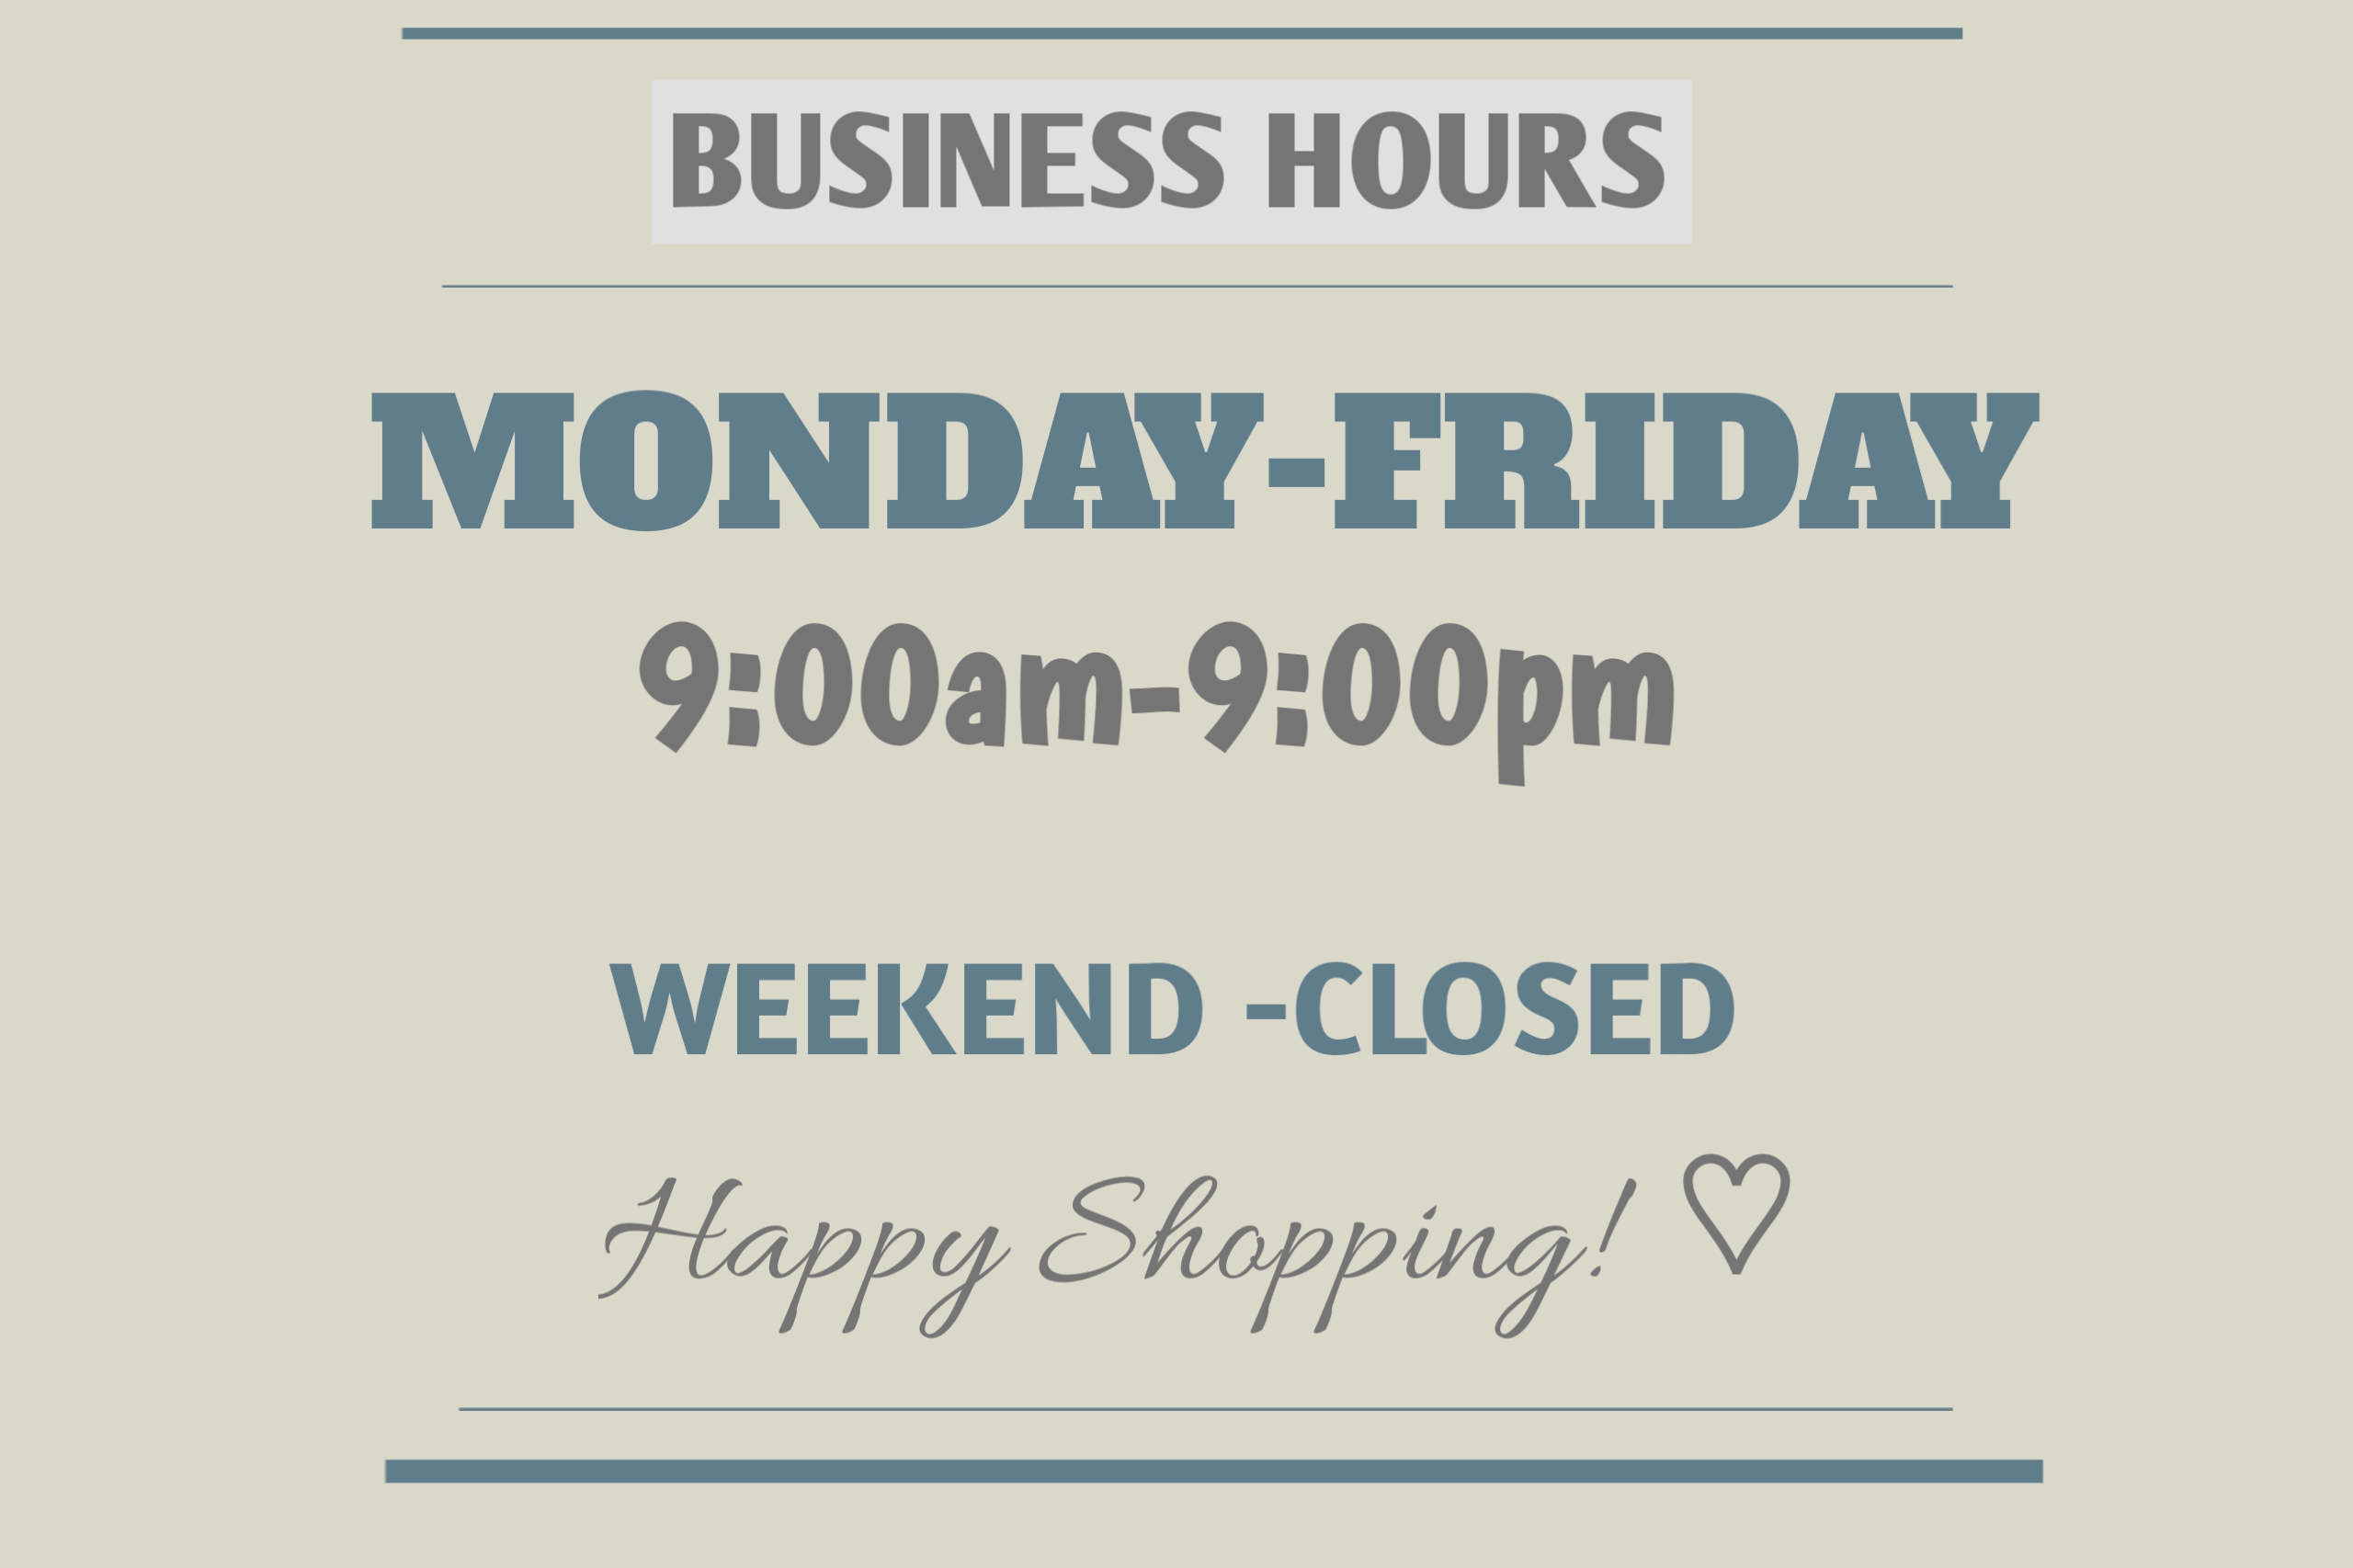 BUSINESS HOURS
MONDAY-FRIDAY
9:00am-9:00pm
WEEKEND -CLOSED
Happy Shopping! ♡